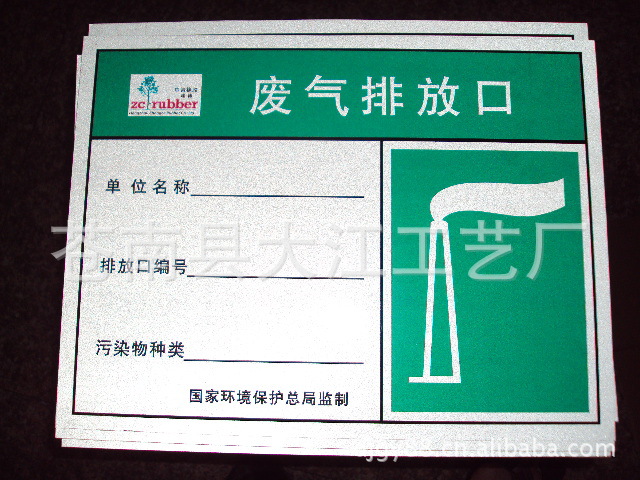 废气排放口
zc rubber
单位名称
苍南县大江工艺厂
排放口编号
污染物种类
国家环境保护总局监制